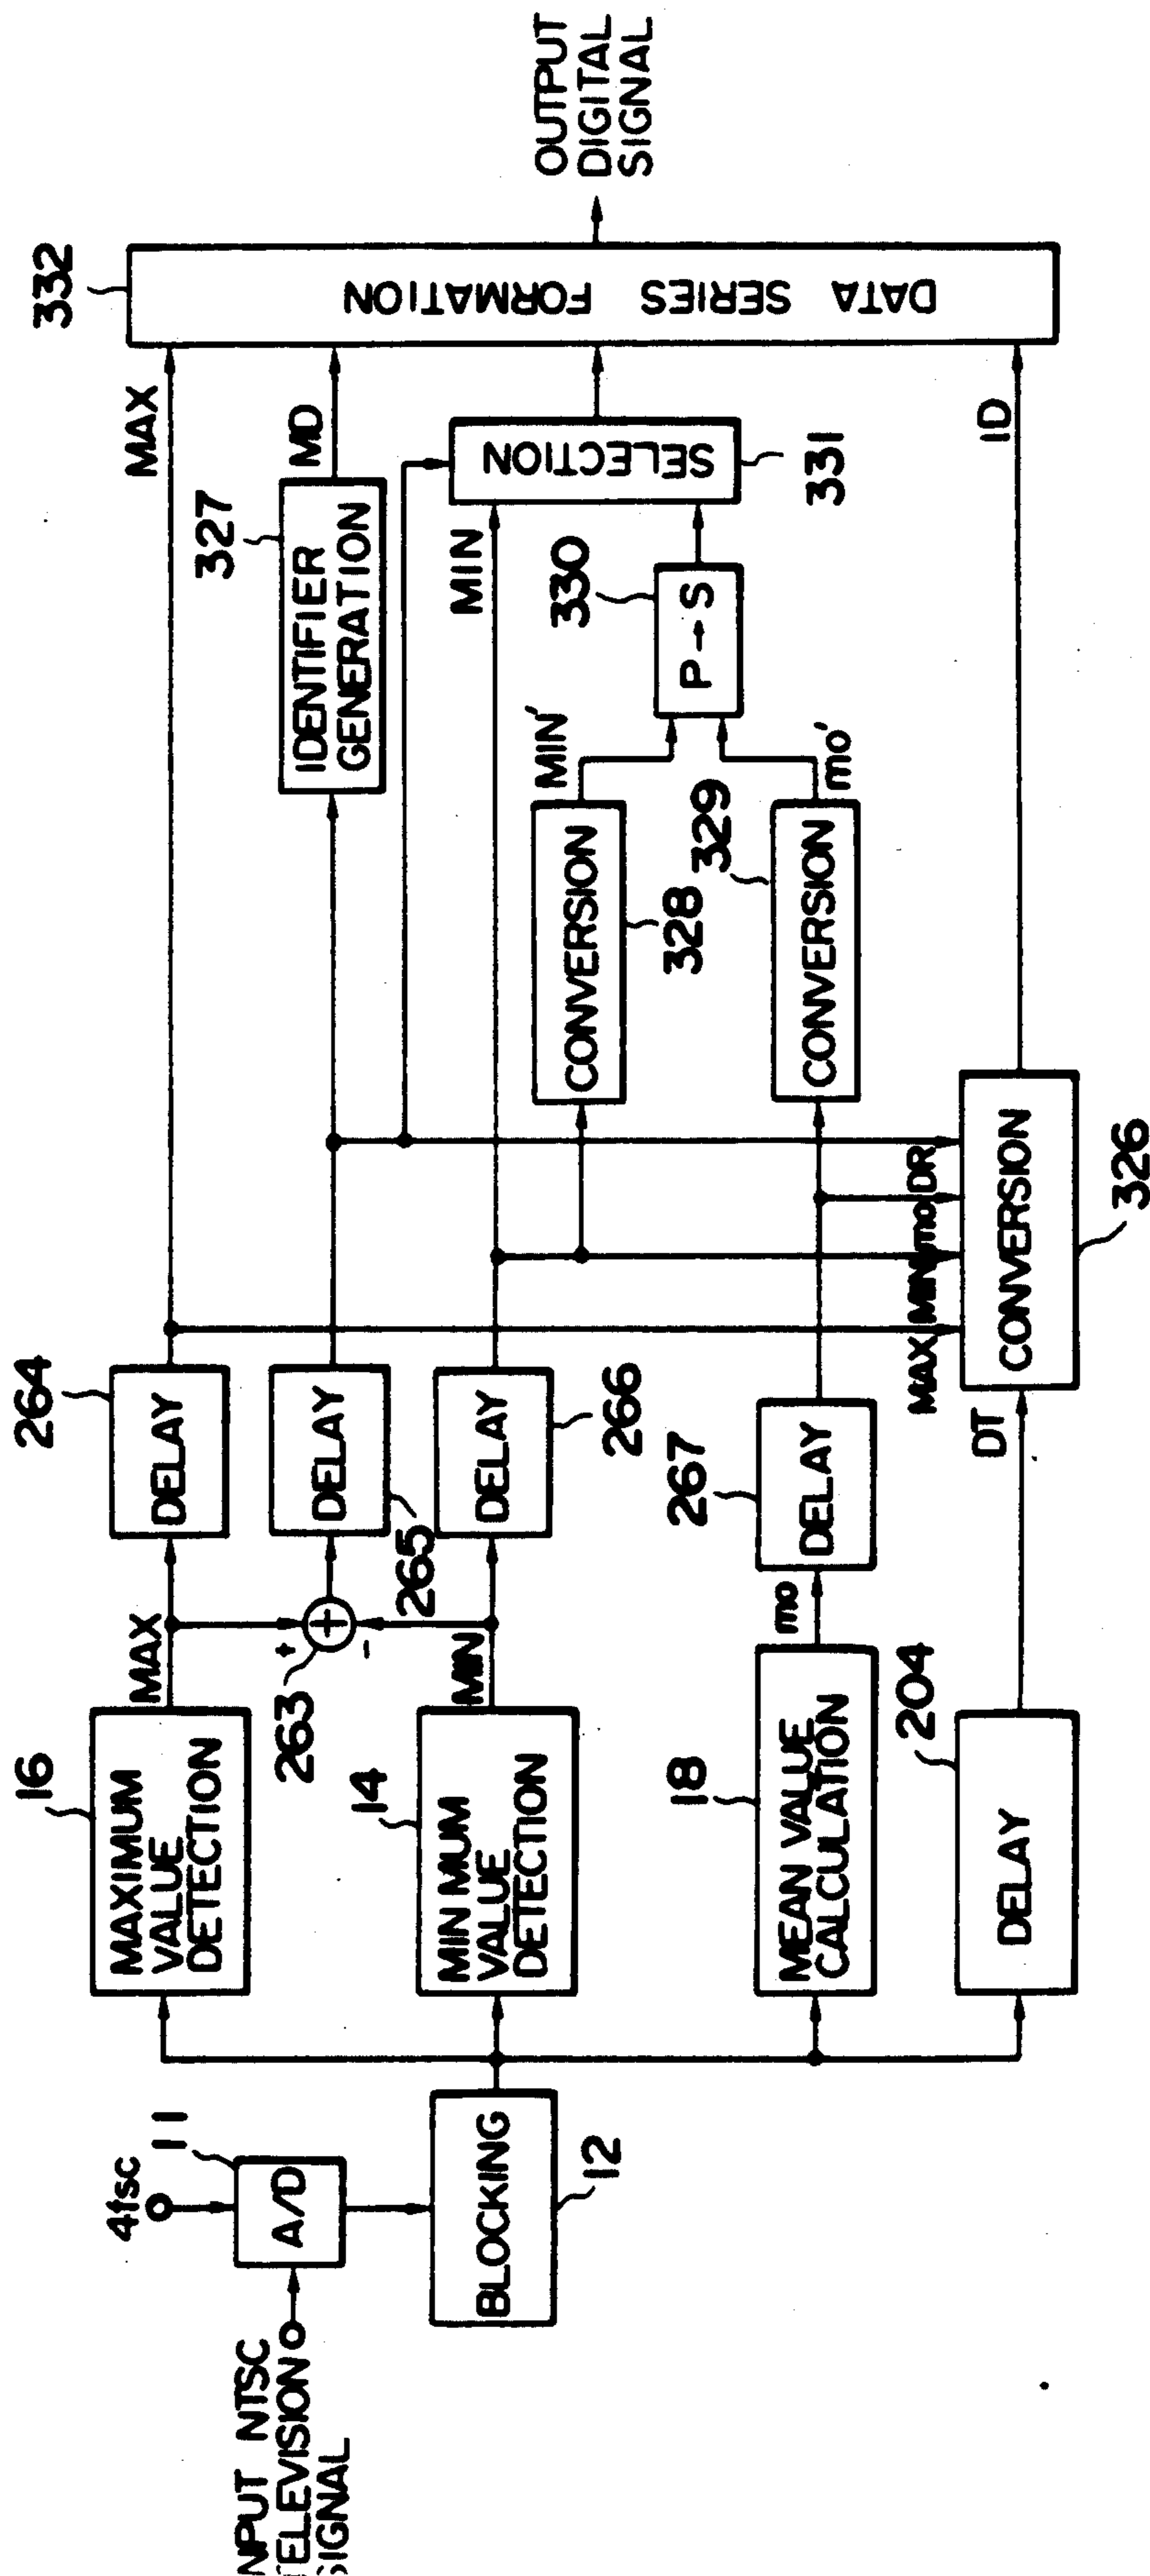 INPUT NTSC
TELEVISION
SIGNAL
4fsc
11
A/D
BLOCKING
12
16
MAXIMUM
VALUE
DETECTION
14
MINIMUM
VALUE
DETECTION
18
MEAN VALUE
CALCULATION
204
DELAY
MAX
+
+
-
263
MIN
mo
264
DELAY
DELAY
265
DELAY
266
267
DELAY
DT
MAX
MIN
mo
DR
CONVERSION
326
CONVERSION
328
CONVERSION
329
MIN'
mo'
IDENTIFIER
GENERATION
327
MD
MAX
MIN
330
P→S
SELECTION
331
ID
332
DATA SERIES FORMATION
OUTPUT
DIGITAL
SIGNAL